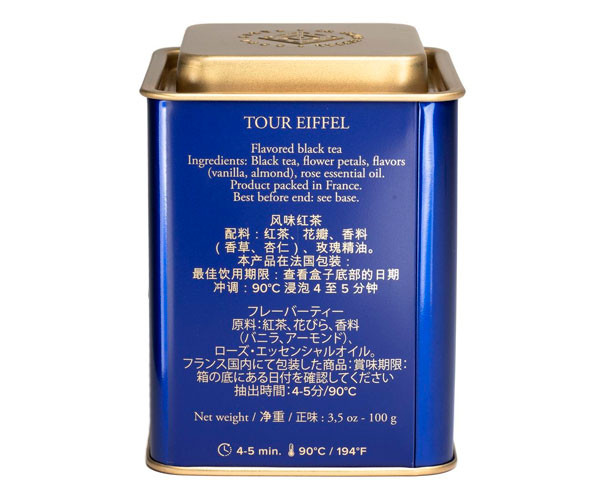 TOUR EIFFEL
Flavored black tea
Ingredients: Black tea, flower petals, flavors
(vanilla, almond), rose essential oil.
Product packed in France.
Best before end: see base.
风味红茶
配料：红茶、花瓣、香料
（香草、杏仁）、玫瑰精油。
本产品在法国包装：
最佳饮用期限：查看盒子底部的日期
冲调：90°C 浸泡 4 至 5 分钟
フレーバーティー
原料:紅茶、花びら、香料
（バニラ、アーモンド）、
ローズ・エッセンシャルオイル。
フランス国内にて包装した商品:賞味期限:
箱の底にある日付を確認してください
抽出時間:4-5分/90°C
Net weight / 净重 / 正味 : 3,5 oz - 100 g
4-5 min. 90°C / 194°F